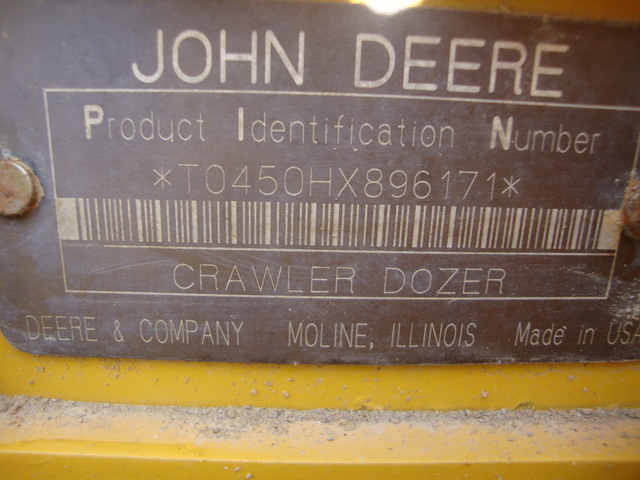 JOHN DEERE
Product Identification Number
*T0450HX896171*
CRAWLER DOZER
DEERE & COMPANY MOLINE, ILLINOIS Made in USA